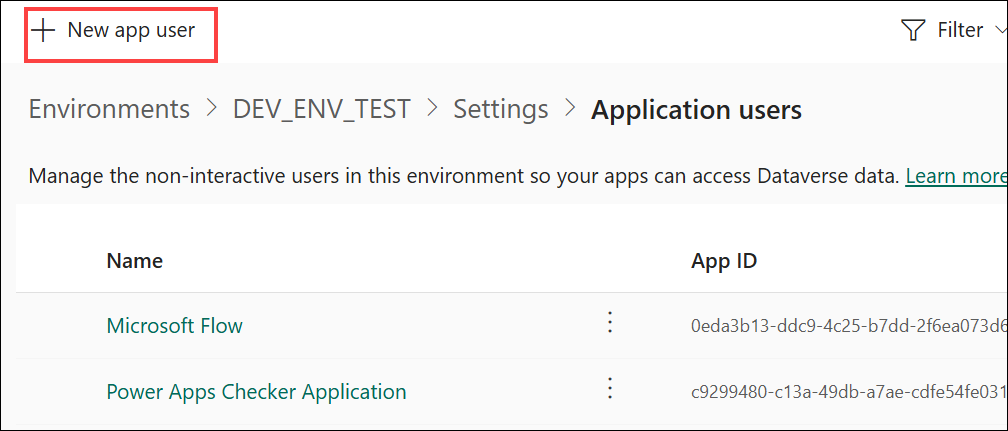 New app user
Filter
Environments > DEV_ENV_TEST > Settings > Application users
Manage the non-interactive users in this environment so your apps can access Dataverse data. Learn more
Name App ID
Microsoft Flow 0eda3b13-ddc9-4c25-b7dd-2f6ea073d6
Power Apps Checker Application c9299480-c13a-49db-a7ae-cdfe54fe031